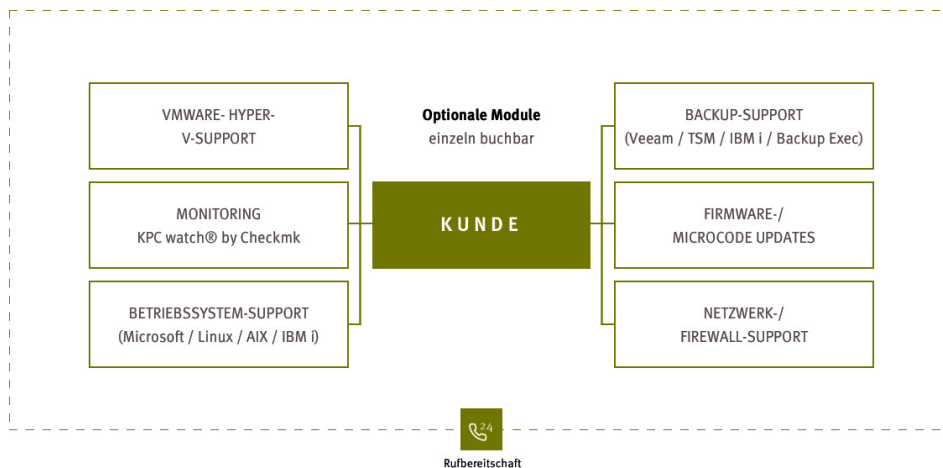 VMWARE- HYPER-
V-SUPPORT
Optionale Module
einzeln buchbar
BACKUP-SUPPORT
(Veeam / TSM / IBM i / Backup Exec)
MONITORING
KPC watch® by Checkmk
KUNDE
FIRMWARE-/
MICROCODE UPDATES
BETRIEBSSYSTEM-SUPPORT
(Microsoft / Linux / AIX / IBM i)
NETZWERK-/
FIREWALL-SUPPORT
24
Rufbereitschaft